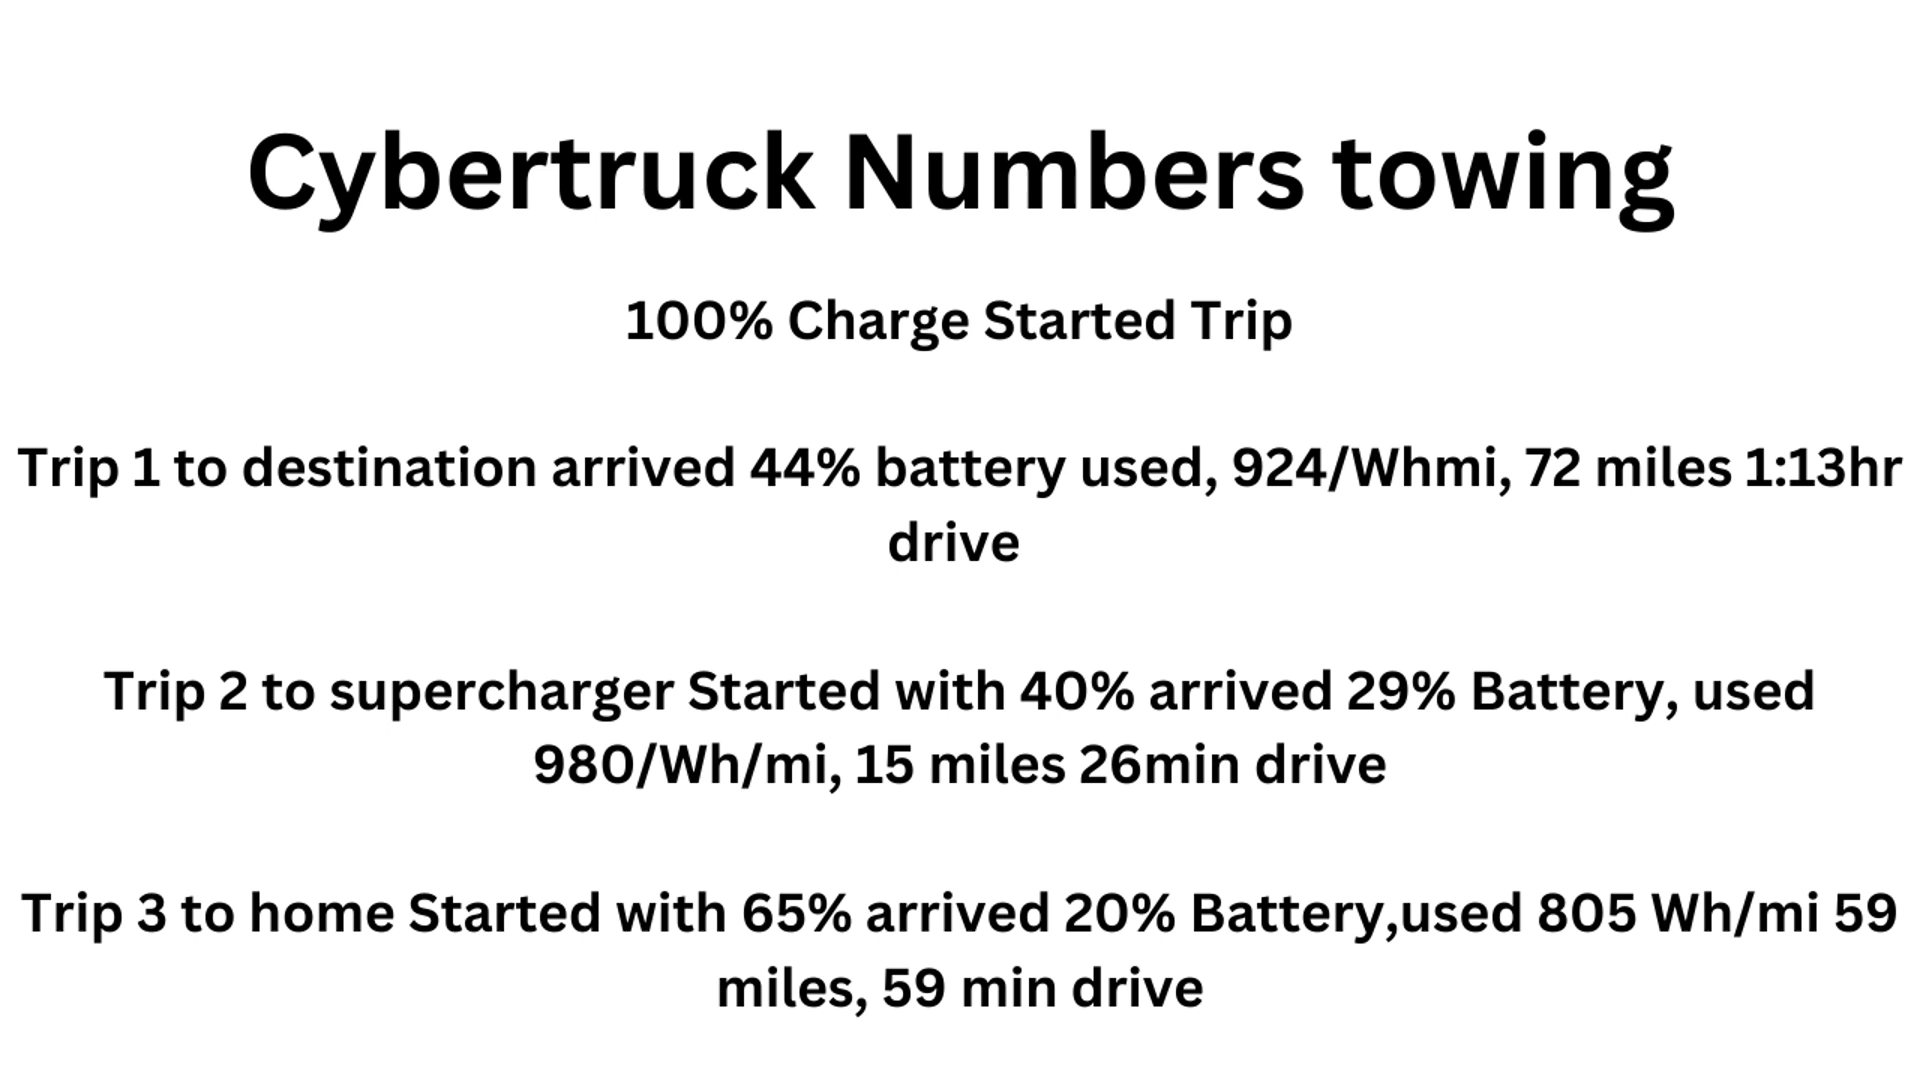 Cybertruck Numbers towing
100% Charge Started Trip
Trip 1 to destination arrived 44% battery used, 924/Whmi, 72 miles 1:13hr
drive
Trip 2 to supercharger Started with 40% arrived 29% Battery, used
980/Wh/mi, 15 miles 26min drive
Trip 3 to home Started with 65% arrived 20% Battery,used 805 Wh/mi 59
miles, 59 min drive